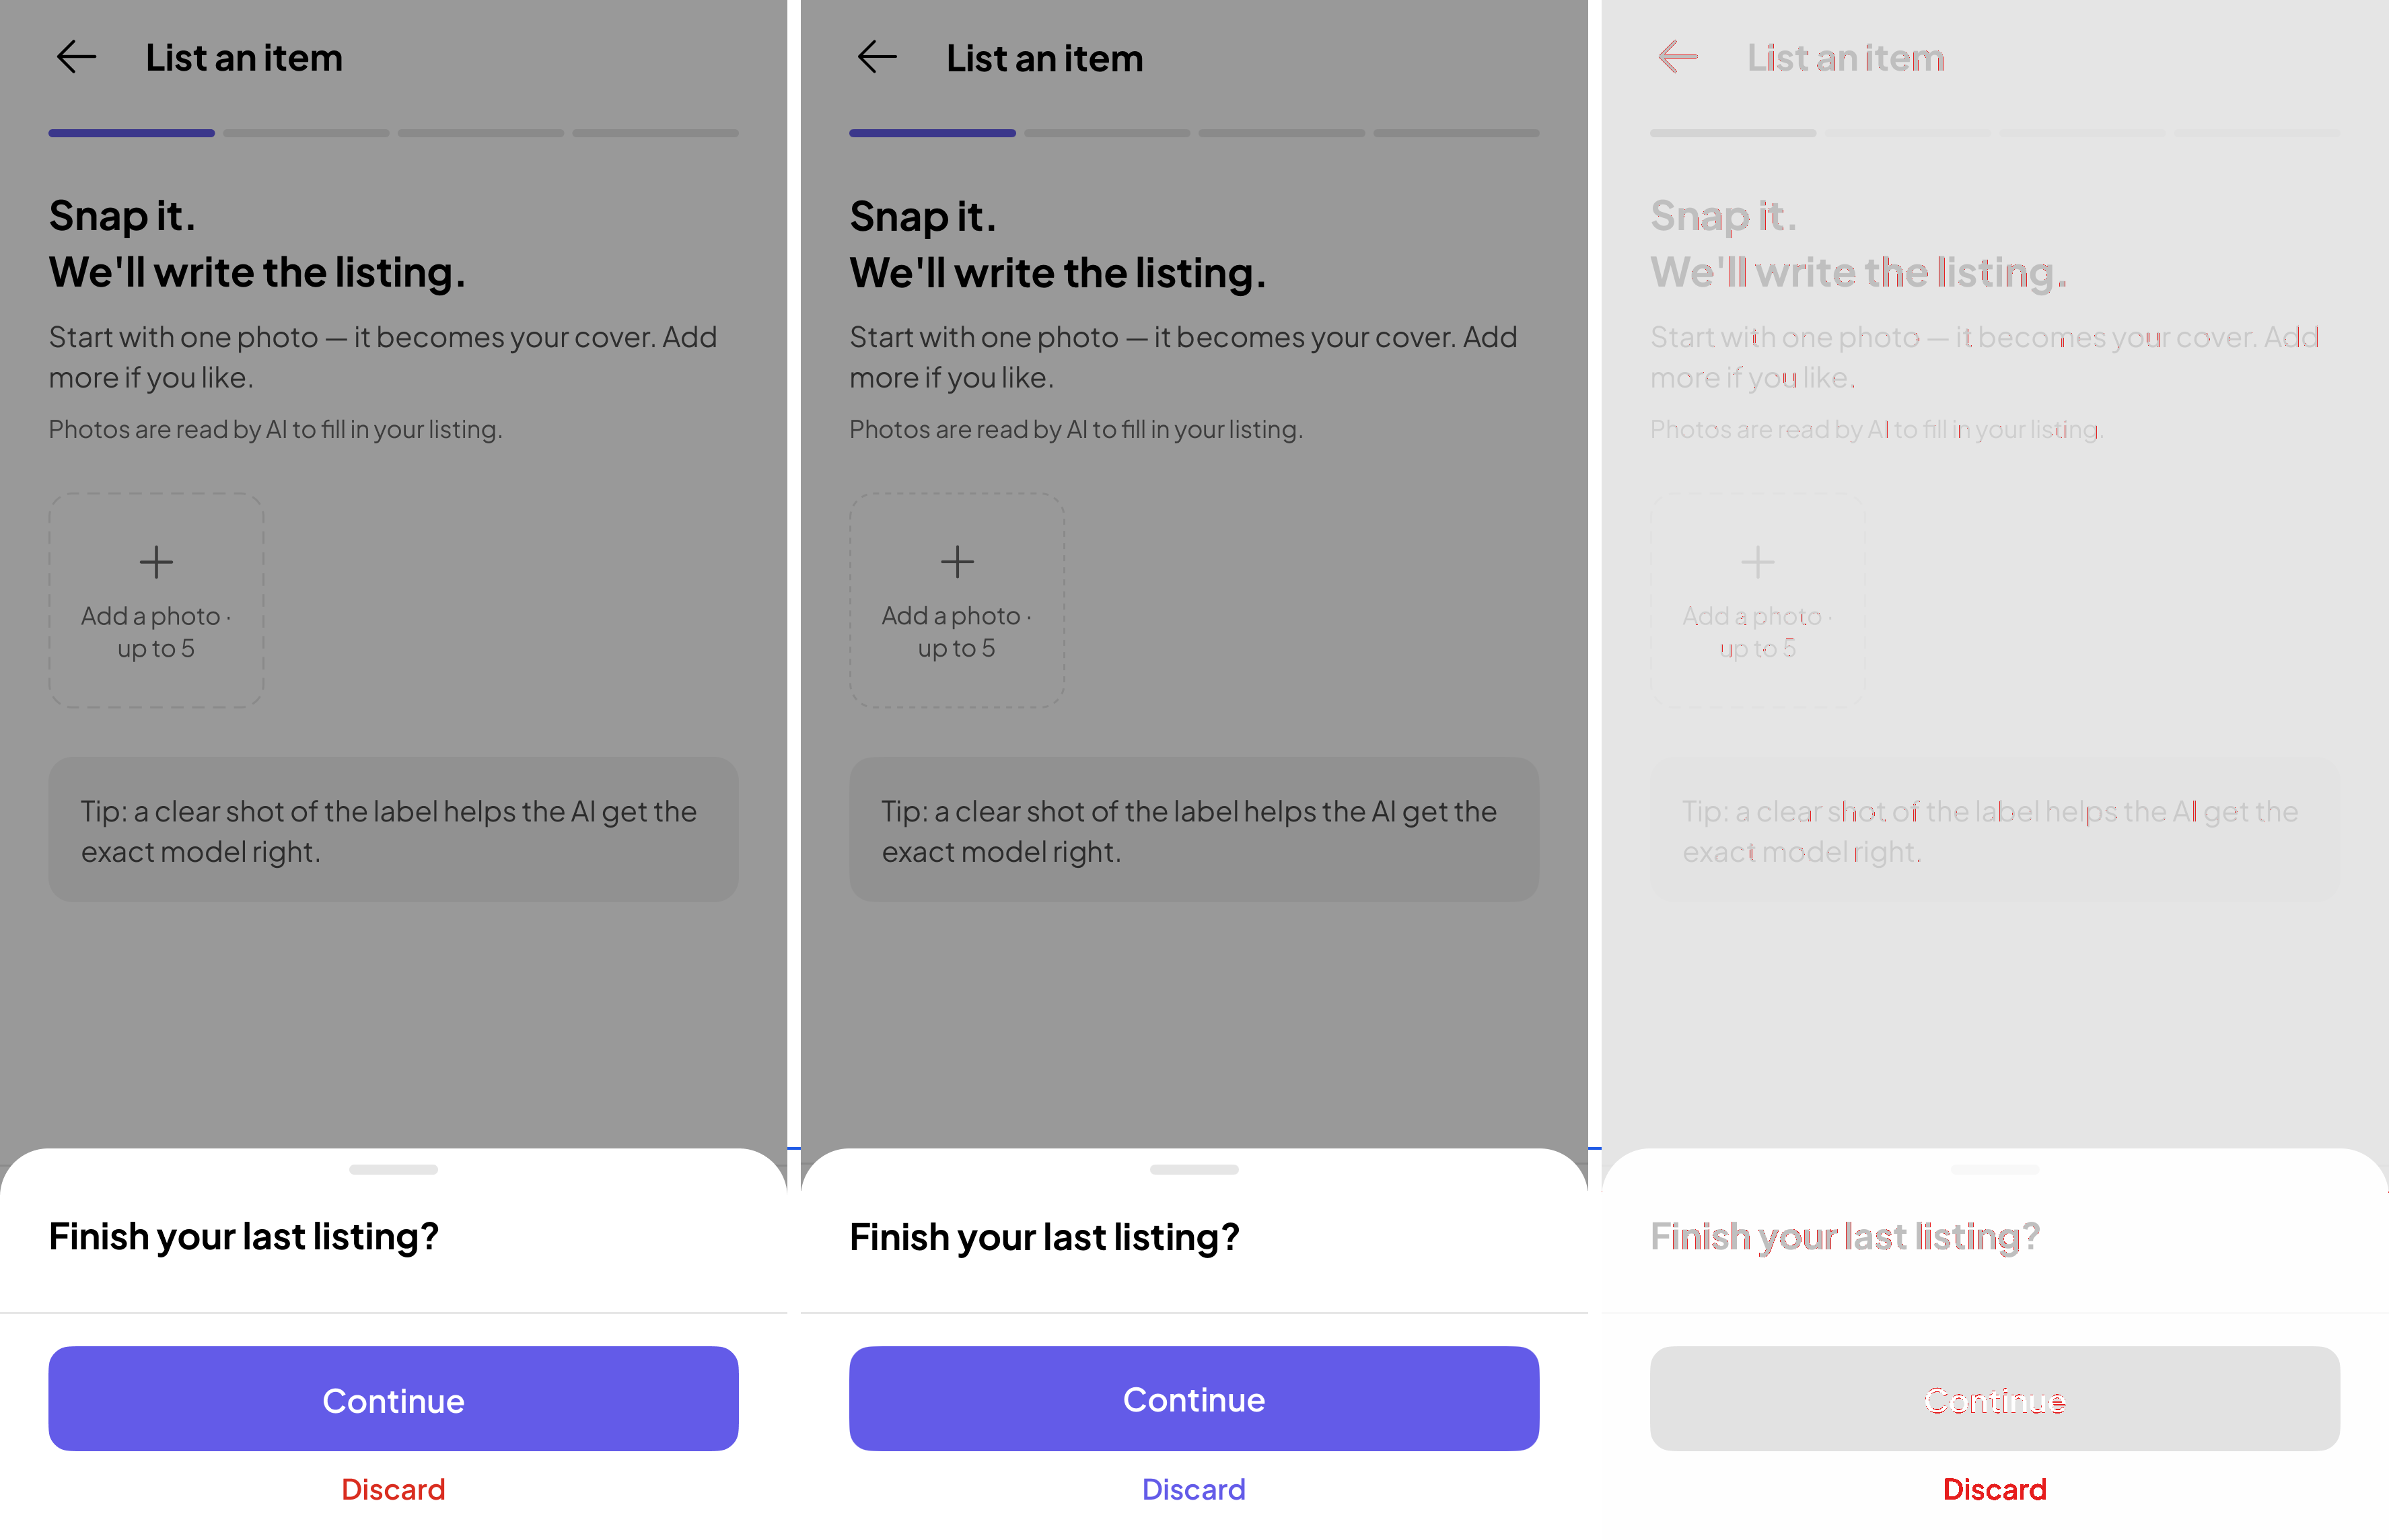 List an item
Snap it.
We'll write the listing.
Start with one photo — it becomes your cover. Add
more if you like.
Photos are read by AI to fill in your listing.
Add a photo ·
up to 5
Tip: a clear shot of the label helps the AI get the
exact model right.
Finish your last listing?
Continue
Discard
List an item
Snap it.
We'll write the listing.
Start with one photo — it becomes your cover. Add
more if you like.
Photos are read by AI to fill in your listing.
Add a photo ·
up to 5
Tip: a clear shot of the label helps the AI get the
exact model right.
Finish your last listing?
Continue
Discard
List an item
Snap it.
We'll write the listing.
Start with one photo — it becomes your cover. Add
more if you like.
Photos are read by AI to fill in your listing.
Add a photo ·
up to 5
Tip: a clear shot of the label helps the AI get the
exact model right.
Finish your last listing?
Continue
Discard